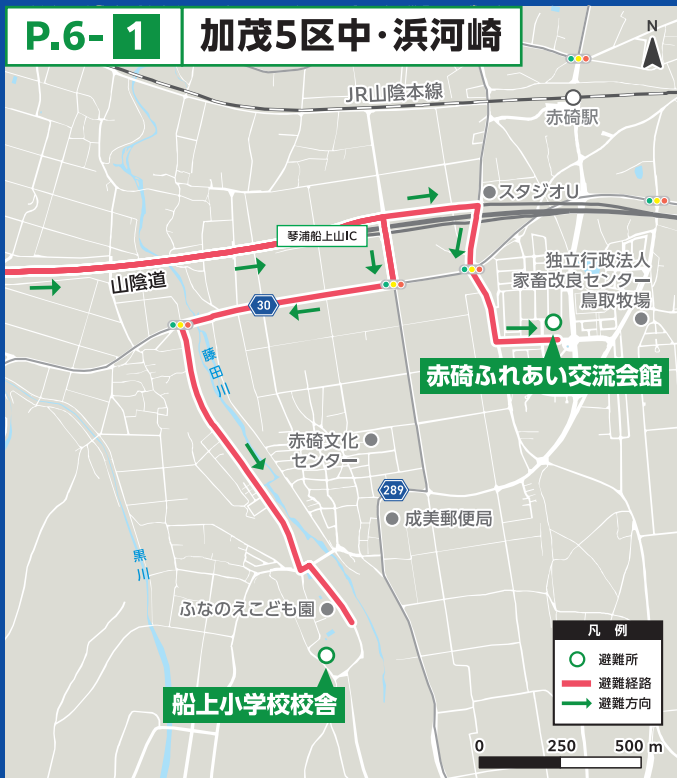 P.6-1 加茂5区中・浜河崎
N
JR山陰本線
赤碕駅
スタジオU
琴浦船上山IC
独立行政法人
家畜改良センター
鳥取牧場
山陰道
30
藤田川
赤碕ふれあい交流会館
赤碕文化
センター
289
成美郵便局
黒川
ふなのえこども園
船上小学校校舎
凡 例
避難所
避難経路
避難方向
0 250 500 m